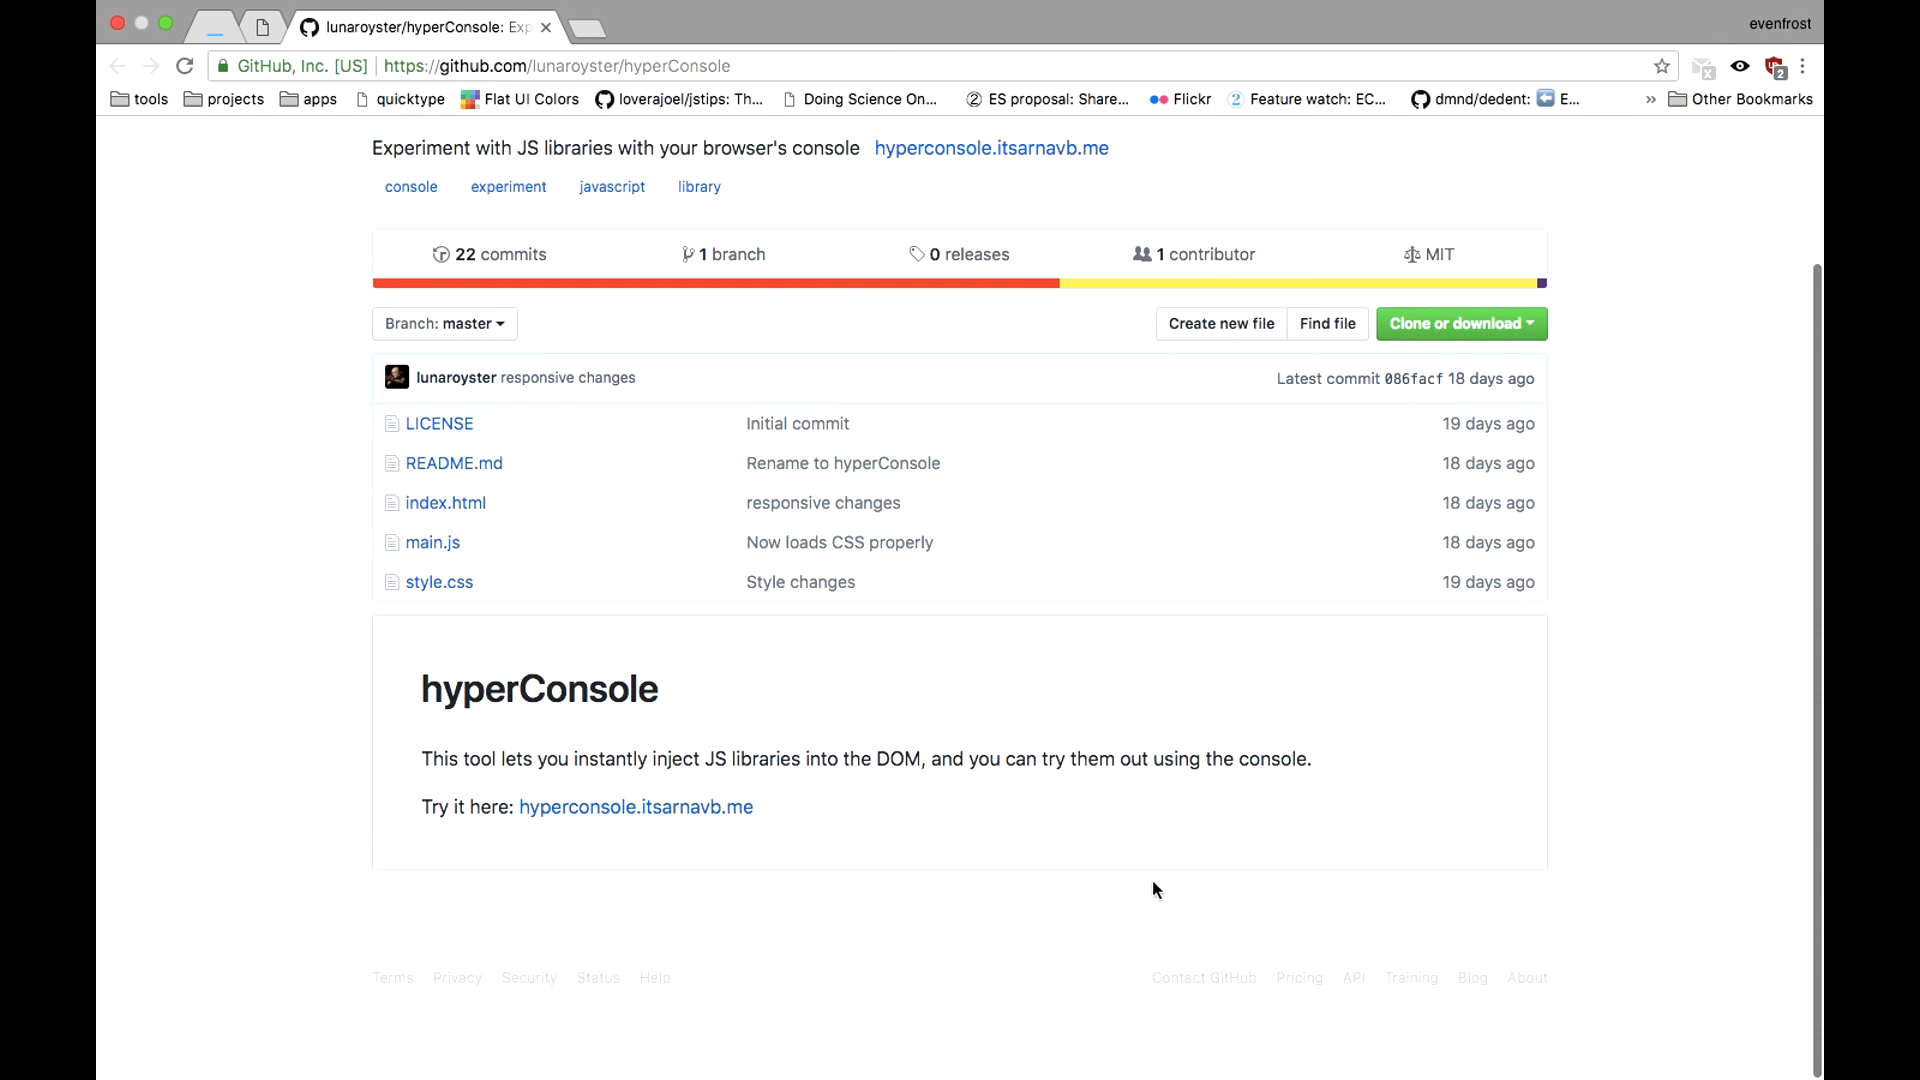 lunaroyster/hyperConsole: Exp
evenfrost
GitHub, Inc. [US] https://github.com/lunaroyster/hyperConsole
2
tools projects apps quicktype Flat UI Colors loverajoel/jstips: Th... Doing Science On... ② ES proposal: Share... Flickr ② Feature watch: EC... dmnd/dedent: ⬅ E... » Other Bookmarks
Experiment with JS libraries with your browser's console hyperconsole.itsarnavb.me
console experiment javascript library
22 commits 1 branch 0 releases 1 contributor MIT
Branch: master Create new file Find file Clone or download
lunaroyster responsive changes Latest commit 086facf 18 days ago
LICENSE Initial commit 19 days ago
README.md Rename to hyperConsole 18 days ago
index.html responsive changes 18 days ago
main.js Now loads CSS properly 18 days ago
style.css Style changes 19 days ago
hyperConsole
This tool lets you instantly inject JS libraries into the DOM, and you can try them out using the console.
Try it here: hyperconsole.itsarnavb.me
Terms Privacy Security Status Help Contact GitHub Pricing API Training Blog About